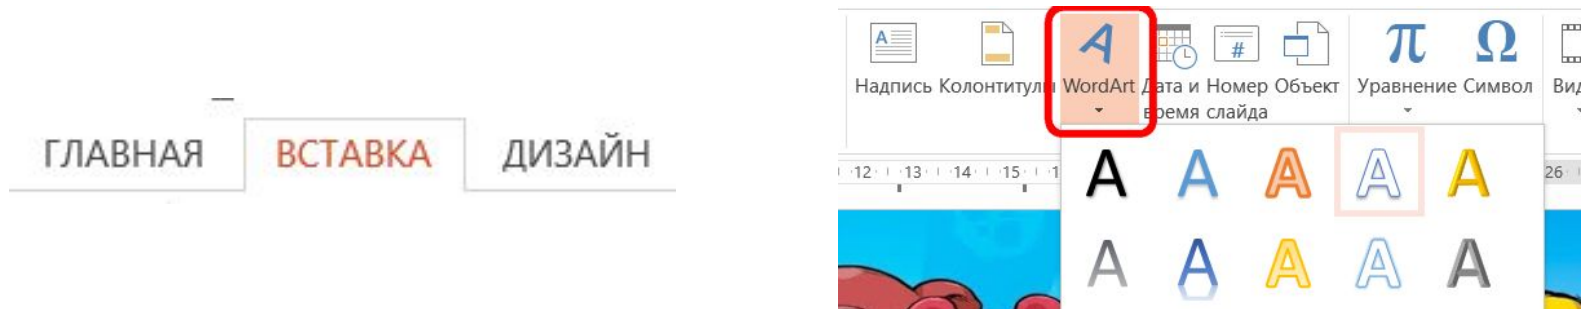 ГЛАВНАЯ ВСТАВКА ДИЗАЙН
Надпись Колонтитулы WordArt Дата и время Номер слайда Объект Уравнение Символ
12 13 14 15 26
A A A A A
A A A A A